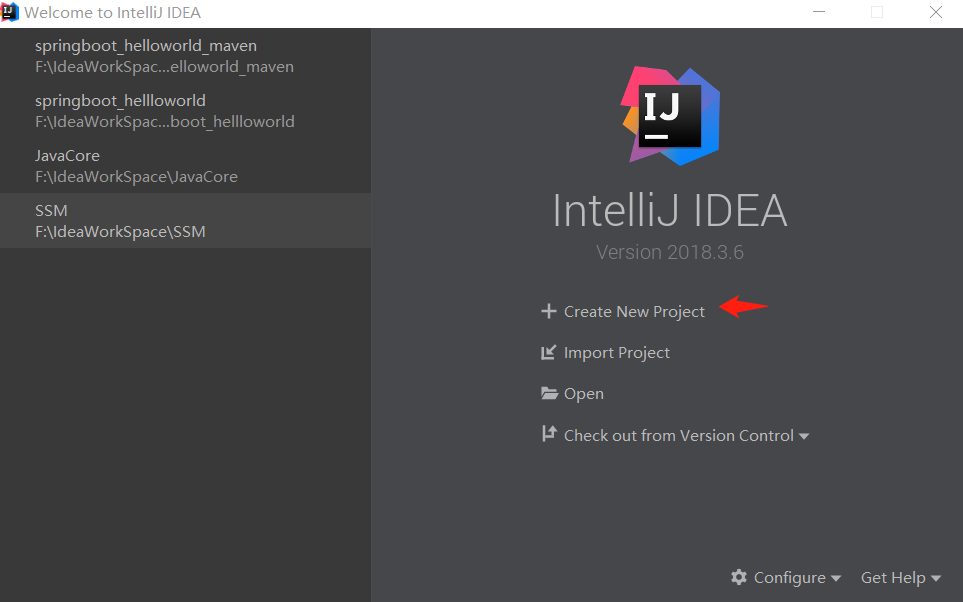 Welcome to IntelliJ IDEA
springboot_helloworld_maven
F:\IdeaWorkSpac...elloworld_maven
springboot_hellloworld
F:\IdeaWorkSpac...boot_hellloworld
JavaCore
F:\IdeaWorkSpace\JavaCore
SSM
F:\IdeaWorkSpace\SSM
IJ
IntelliJ IDEA
Version 2018.3.6
Create New Project
Import Project
Open
Check out from Version Control
Configure
Get Help